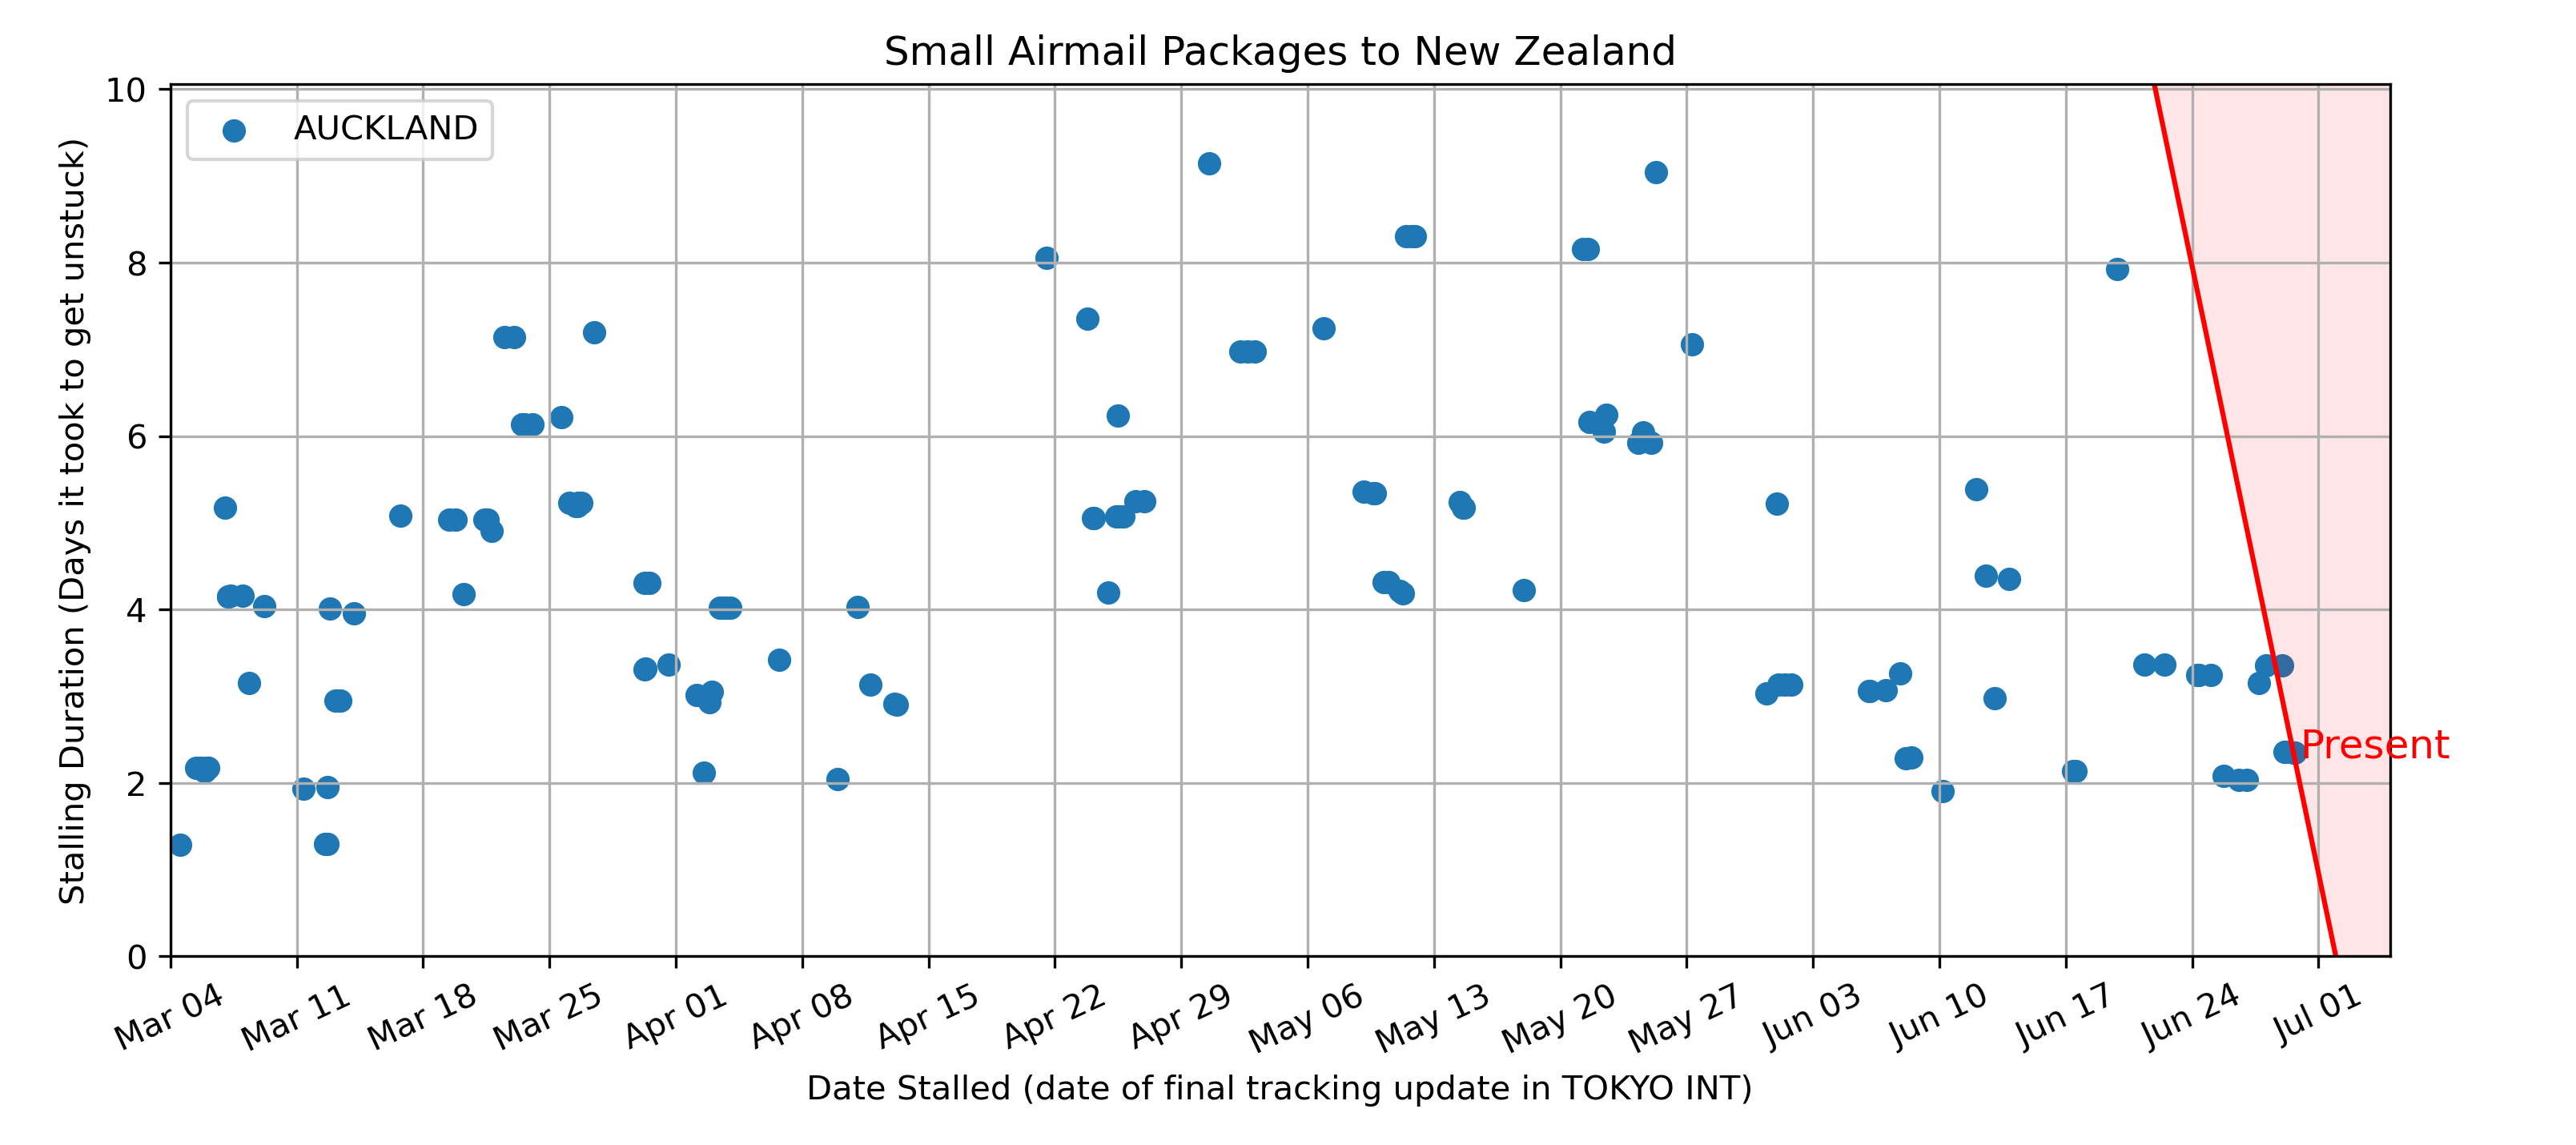 Small Airmail Packages to New Zealand
AUCKLAND
Stalling Duration (Days it took to get unstuck)
10
8
6
4
2
0
Present
Mar 04 Mar 11 Mar 18 Mar 25 Apr 01 Apr 08 Apr 15 Apr 22 Apr 29 May 06 May 13 May 20 May 27 Jun 03 Jun 10 Jun 17 Jun 24 Jul 01
Date Stalled (date of final tracking update in TOKYO INT)